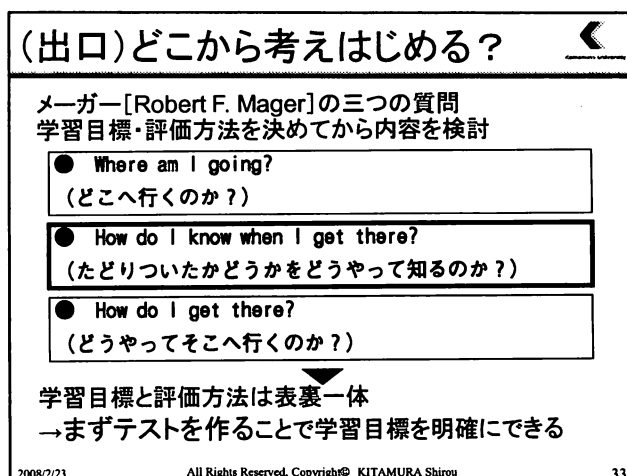 (出口)どこから考えはじめる?
メーガー[Robert F. Mager]の三つの質問
学習目標・評価方法を決めてから内容を検討
● Where am I going?
(どこへ行くのか?)
● How do I know when I get there?
(たどりついたかどうかをどうやって知るのか?)
● How do I get there?
(どうやってそこへ行くのか?)
学習目標と評価方法は表裏一体
→まずテストを作ることで学習目標を明確にできる
2008/2/23 All Rights Reserved, Copyright© KITAMURA Shirou 33